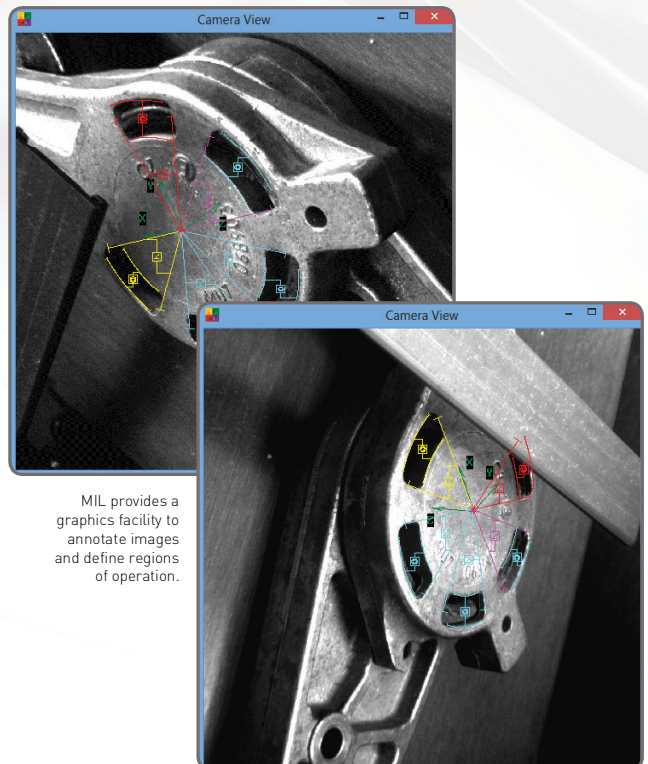 Camera View
Y
X
Z
Camera View
X
Y
Z
MIL provides a
graphics facility to
annotate images
and define regions
of operation.